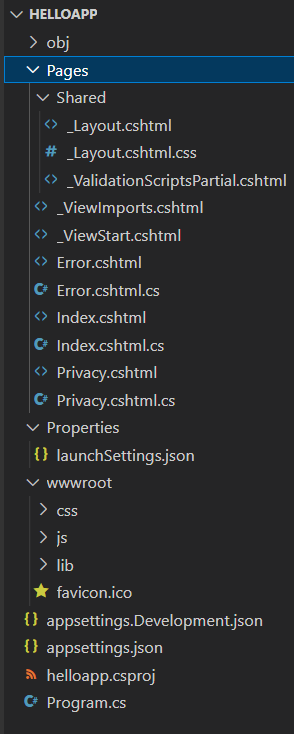 HELLOAPP
obj
Pages
Shared
_Layout.cshtml
_Layout.cshtml.css
_ValidationScriptsPartial.cshtml
_ViewImports.cshtml
_ViewStart.cshtml
Error.cshtml
Error.cshtml.cs
Index.cshtml
Index.cshtml.cs
Privacy.cshtml
Privacy.cshtml.cs
Properties
launchSettings.json
wwwroot
css
js
lib
favicon.ico
appsettings.Development.json
appsettings.json
helloapp.csproj
Program.cs